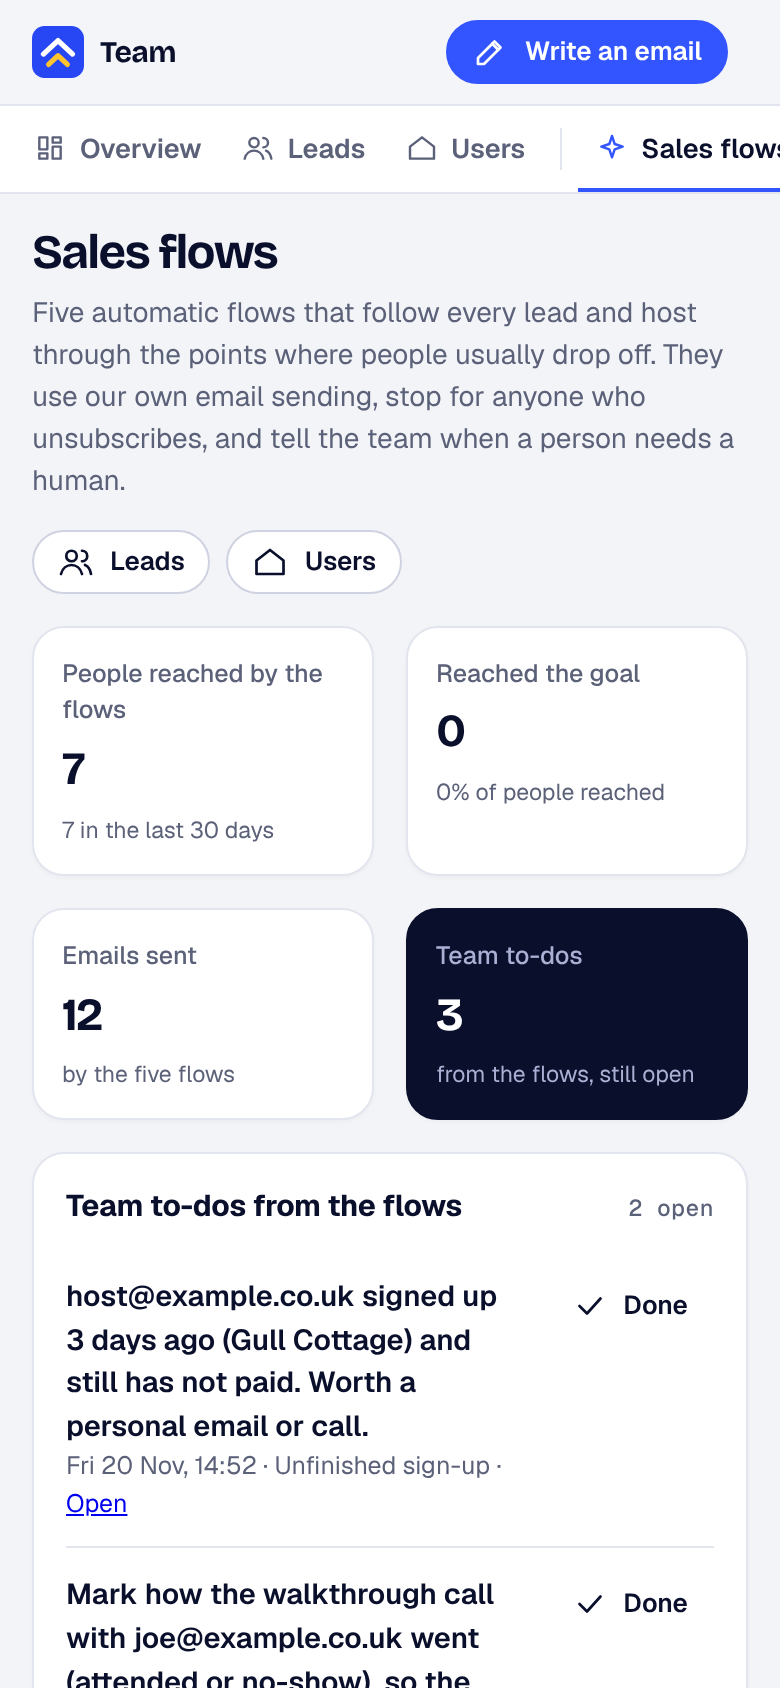 Team
Write an email
Overview
Leads
Users
Sales flows
Sales flows
Five automatic flows that follow every lead and host
through the points where people usually drop off. They
use our own email sending, stop for anyone who
unsubscribes, and tell the team when a person needs a
human.
Leads
Users
People reached by the
flows
7
7 in the last 30 days
Reached the goal
0
0% of people reached
Emails sent
12
by the five flows
Team to-dos
3
from the flows, still open
Team to-dos from the flows
2 open
host@example.co.uk signed up
3 days ago (Gull Cottage) and
still has not paid. Worth a
personal email or call.
Done
Fri 20 Nov, 14:52 · Unfinished sign-up ·
Open
Mark how the walkthrough call
with joe@example.co.uk went
(attended or no-show), so the
Done